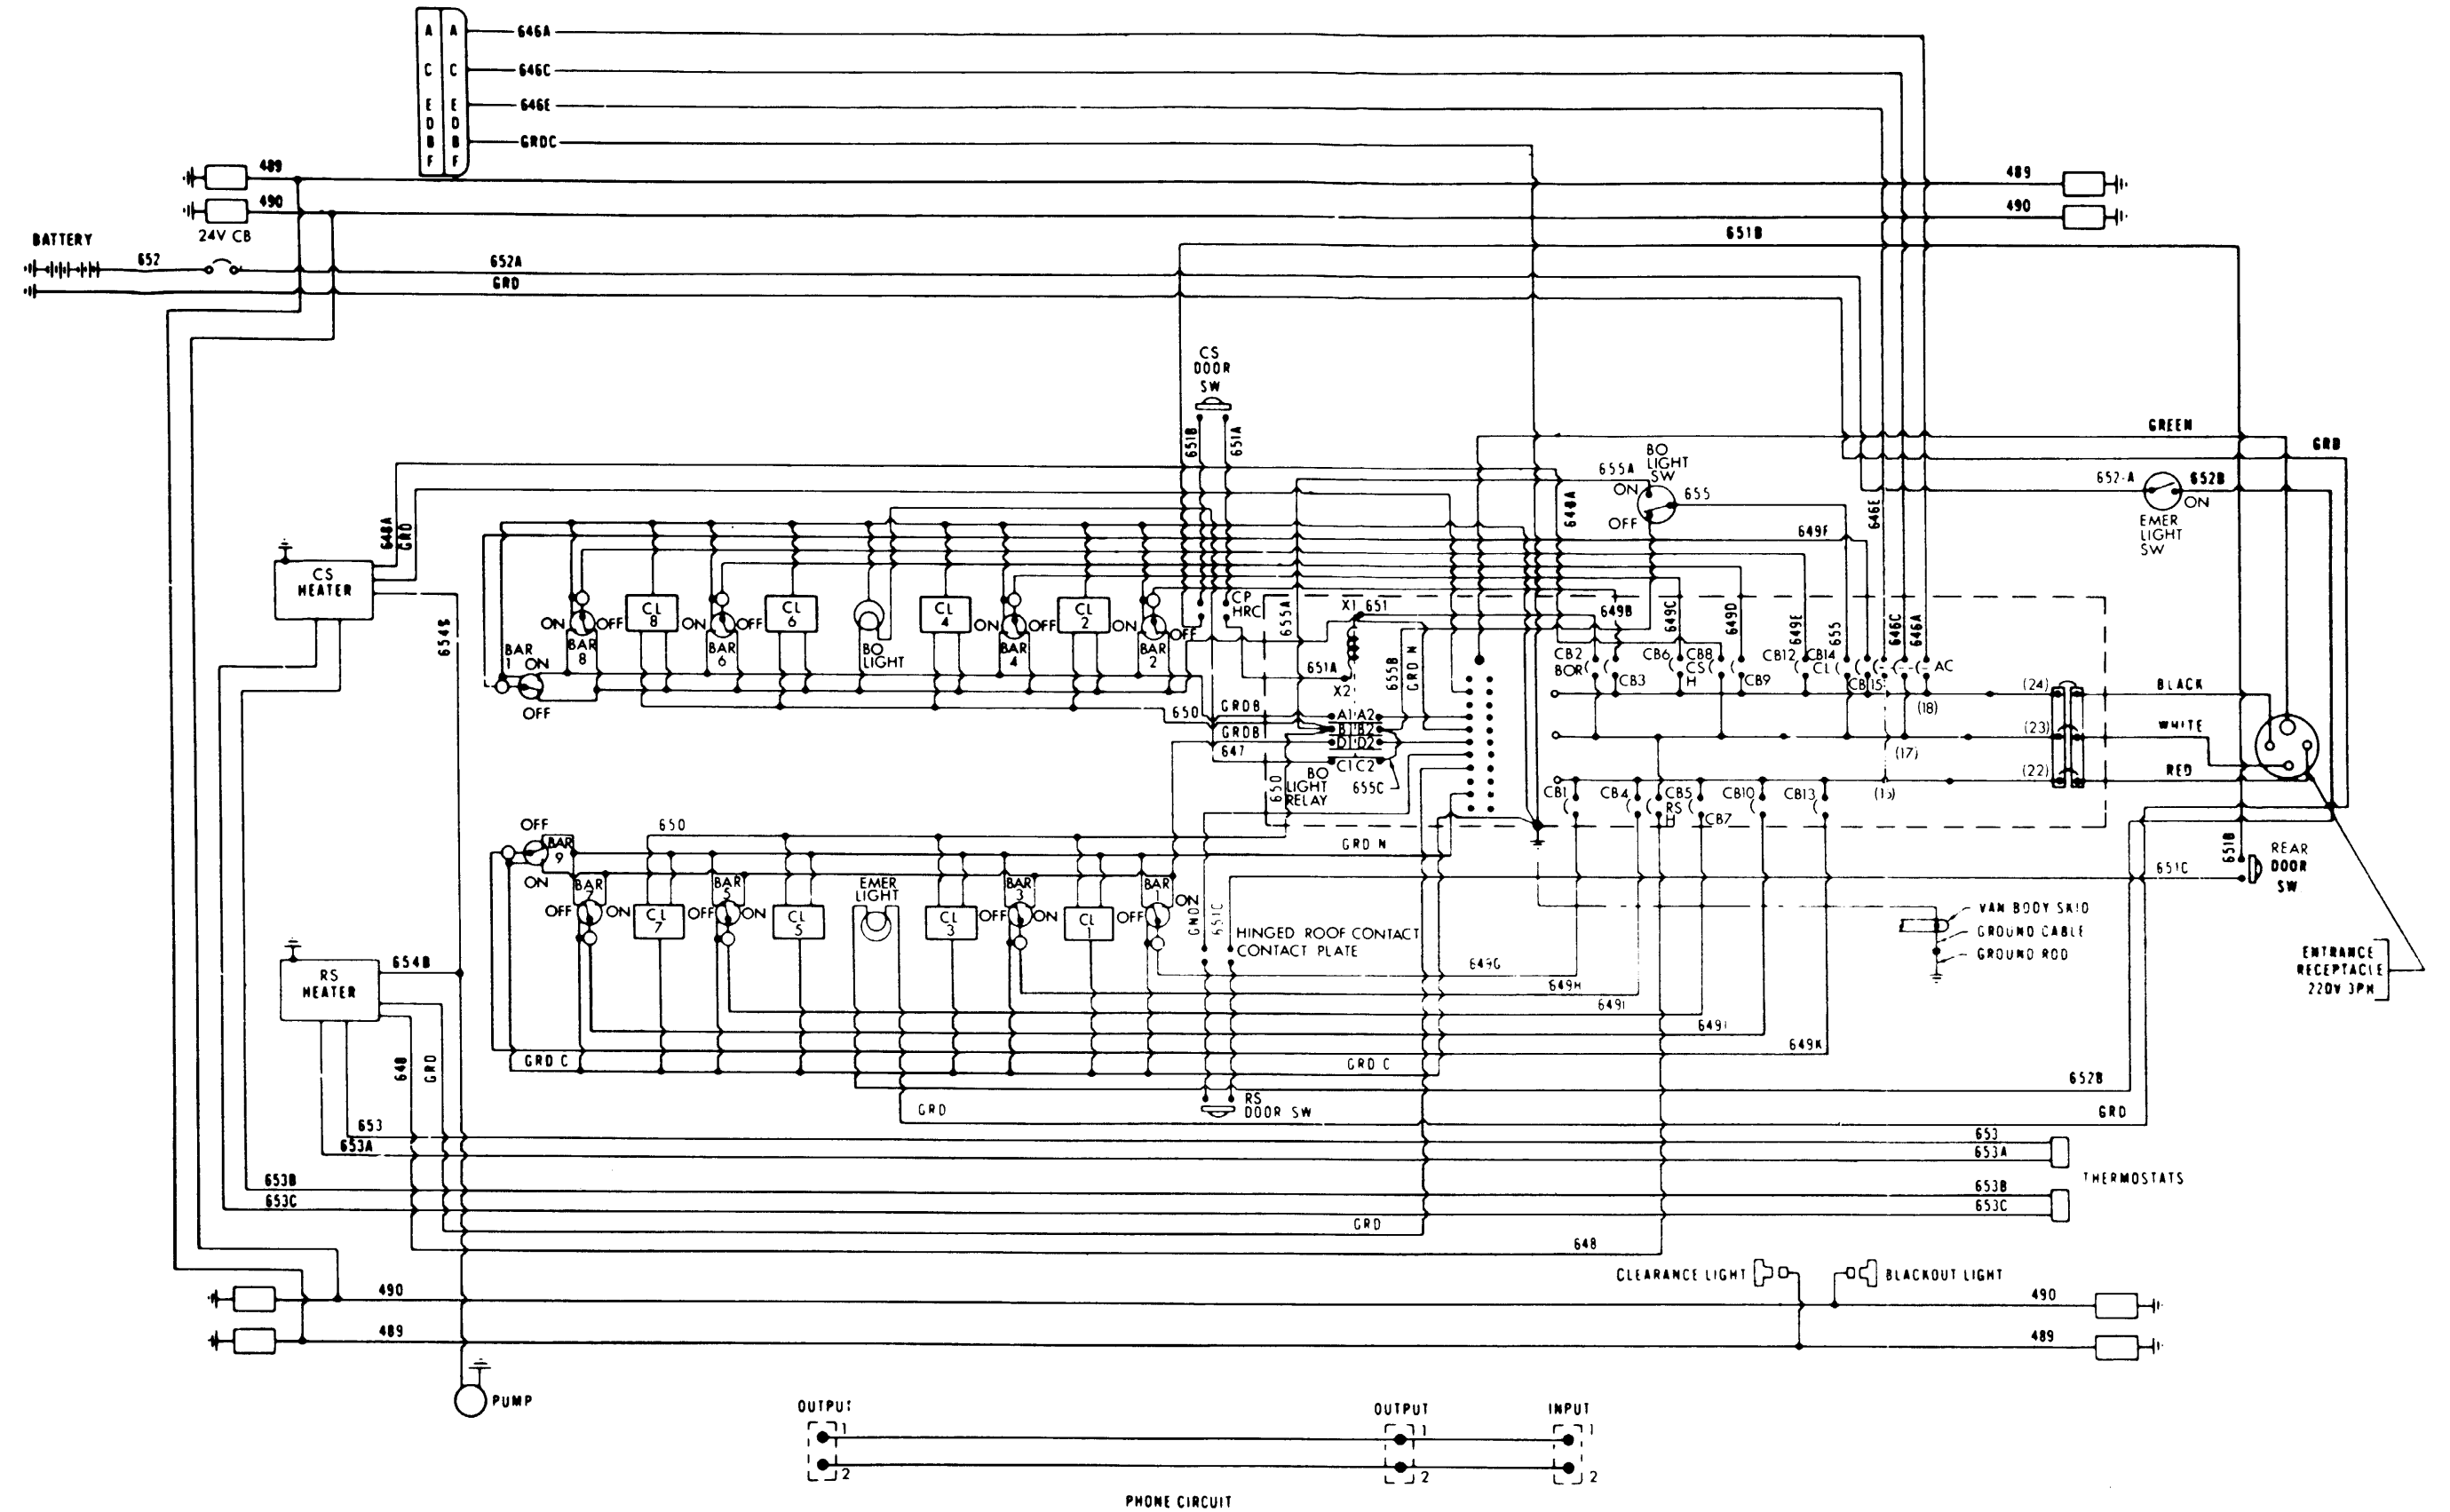 A A
646A
C C
646C
E E
646E
D D
B B
GRDC
F F
489
489
490
490
24V CB
BATTERY
652
652A
GRD
651B
CS
DOOR
SW
651B
651A
GREEN
GRD
BO
LIGHT
SW
655A
ON
655
OFF
652-A
652B
ON
EMER
LIGHT
SW
648A
GRD
648A
646E
649F
CS
HEATER
654B
CL
8
CL
6
CL
4
CL
2
ON
OFF
BAR
8
ON
OFF
BAR
6
BO
LIGHT
ON
OFF
BAR
4
OFF
BAR
2
BAR
1
ON
OFF
CP
HRC
655A
X1
651
651A
X2
655B
GRD N
649B
649C
649D
649E
655
646C
646A
CB2
BOR
CB3
CB6
CB8
CS
H
CB9
CB12
CB14
CL
CB15
AC
(18)
(17)
(24)
(23)
(22)
BLACK
WHITE
RED
650
GRDB
GRDB
647
A1 A2
B1 B2
D1 D2
C1 C2
BO
LIGHT
RELAY
655C
650
CB1
CB4
CB5
RS
H
CB7
CB10
CB13
(15)
OFF
BAR
9
ON
650
GRD N
BAR
7
OFF
ON
CL
7
BAR
5
OFF
ON
CL
5
EMER
LIGHT
CL
3
BAR
3
OFF
ON
CL
1
BAR
1
OFF
ON
GND2
651C
HINGED ROOF CONTACT
CONTACT PLATE
651B
REAR
DOOR
SW
651C
VAN BODY SKID
GROUND CABLE
GROUND ROD
ENTRANCE
RECEPTACLE
220V 3PH
RS
HEATER
654B
648
GRD
649G
649H
649I
649K
GRD C
GRD C
652B
GRD
GRD
RS
DOOR SW
653
653A
653
653A
THERMOSTATS
653B
653C
653B
653C
GRD
648
CLEARANCE LIGHT
BLACKOUT LIGHT
490
490
489
489
PUMP
OUTPUT
1
2
OUTPUT
1
2
INPUT
1
2
PHONE CIRCUIT